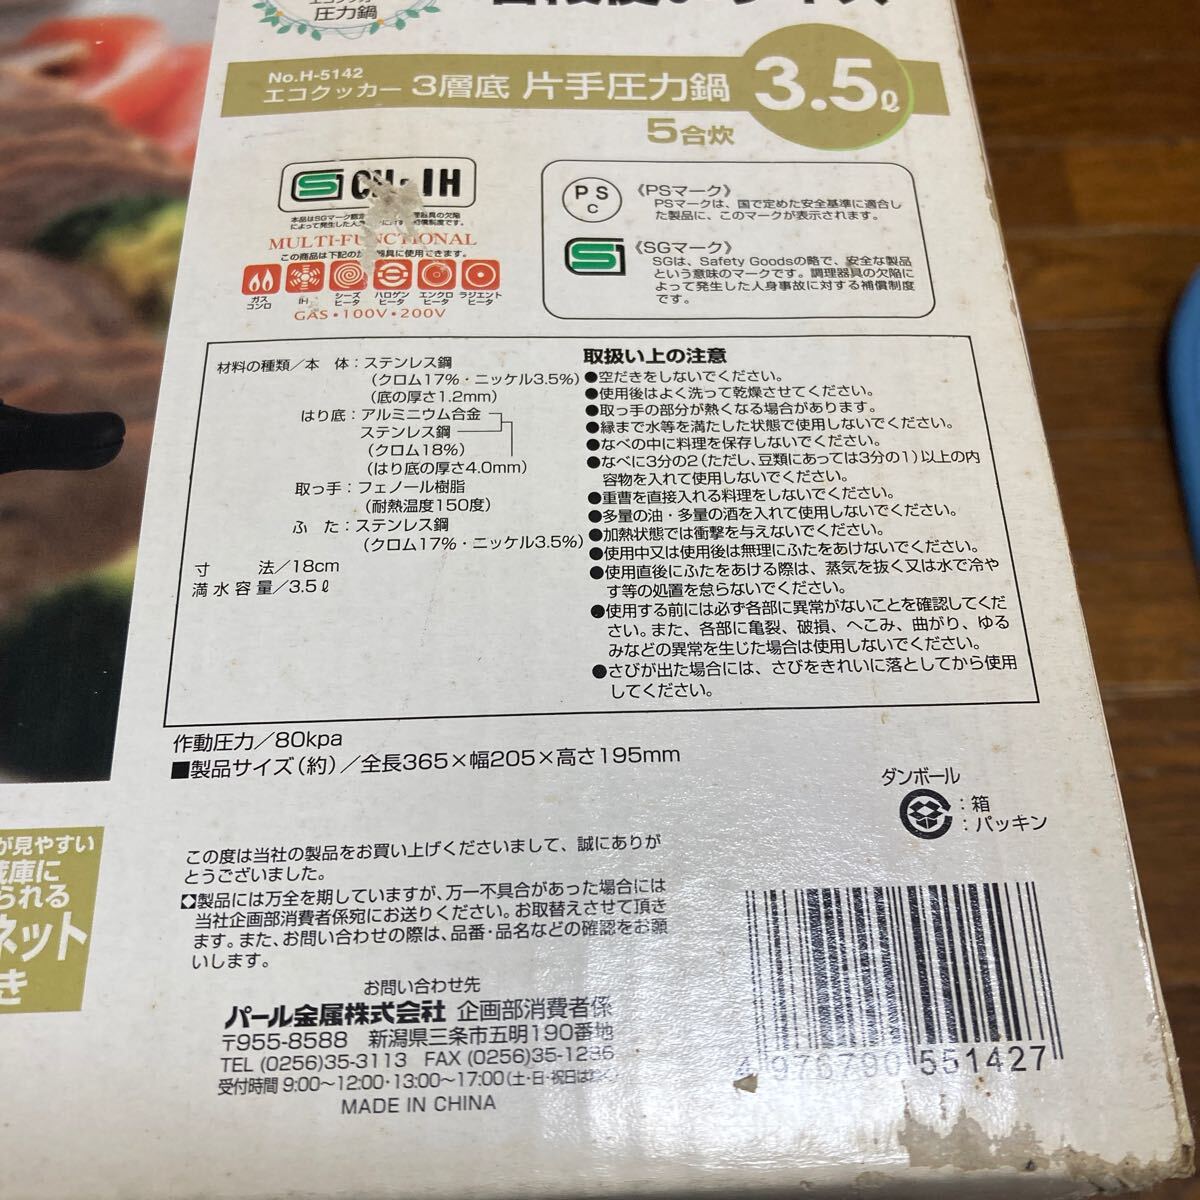 エコクッカー
圧力鍋
No.H-5142
エコクッカー 3層底 片手圧力鍋 3.5ℓ
5合炊
CH・IH
MULTI-FUNCTIONAL
ガス
コンロ
IH
シーズ
ヒータ
ハロゲン
ヒータ
エンクロ
ヒータ
ラジエント
ヒータ
GAS・100V・200V
PSC
《PSマーク》
PSマークは、国で定めた安全基準に適合し
た製品に、このマークが表示されます。
《SGマーク》
SGは、Safety Goodsの略で、安全な製品
という意味のマークです。調理器具の欠陥に
よって発生した人身事故に対する補償制度
です。
材料の種類／本 体：ステンレス鋼
(クロム17%・ニッケル3.5%)
(底の厚さ1.2mm)
はり底：アルミニウム合金
ステンレス鋼
(クロム18%)
(はり底の厚さ4.0mm)
取っ手：フェノール樹脂
(耐熱温度150度)
ふ た：ステンレス鋼
(クロム17%・ニッケル3.5%)
寸 法／18cm
満水容量／3.5ℓ
取扱い上の注意
●空だきをしないでください。
●使用後はよく洗って乾燥させてください。
●取っ手の部分が熱くなる場合があります。
●縁まで水等を満たした状態で使用しないでください。
●なべの中に料理を保存しないでください。
●なべに3分の2(ただし、豆類にあっては3分の1)以上の内
容物を入れて使用しないでください。
●重曹を直接入れる料理をしないでください。
●多量の油・多量の酒を入れて使用しないでください。
●加熱状態では衝撃を与えないでください。
●使用中又は使用後は無理にふたをあけないでください。
●使用直後にふたをあける際は、蒸気を抜く又は水で冷や
す等の処置を怠らないでください。
●使用する前には必ず各部に異常がないことを確認してくだ
さい。また、各部に亀裂、破損、へこみ、曲がり、ゆる
みなどの異常を生じた場合は使用しないでください。
●さびが出た場合には、さびをきれいに落としてから使用
してください。
作動圧力／80kpa
■製品サイズ(約)／全長365×幅205×高さ195mm
ダンボール
：箱
：パッキン
が見やすい
蔵庫に
られる
ネット
き
この度は当社の製品をお買い上げくださいまして、誠にありが
とうございました。
◆製品には万全を期していますが、万一不具合があった場合には
当社企画部消費者係宛にお送りください。お取替えさせて頂き
ます。また、お問い合わせの際は、品番・品名などの確認をお願
いします。
お問い合わせ先
パール金属株式会社 企画部消費者係
〒955-8588 新潟県三条市五明190番地
TEL (0256)35-3113 FAX (0256)35-1286
受付時間 9:00〜12:00・13:00〜17:00(土・日・祝日は
MADE IN CHINA
4 976790 551427